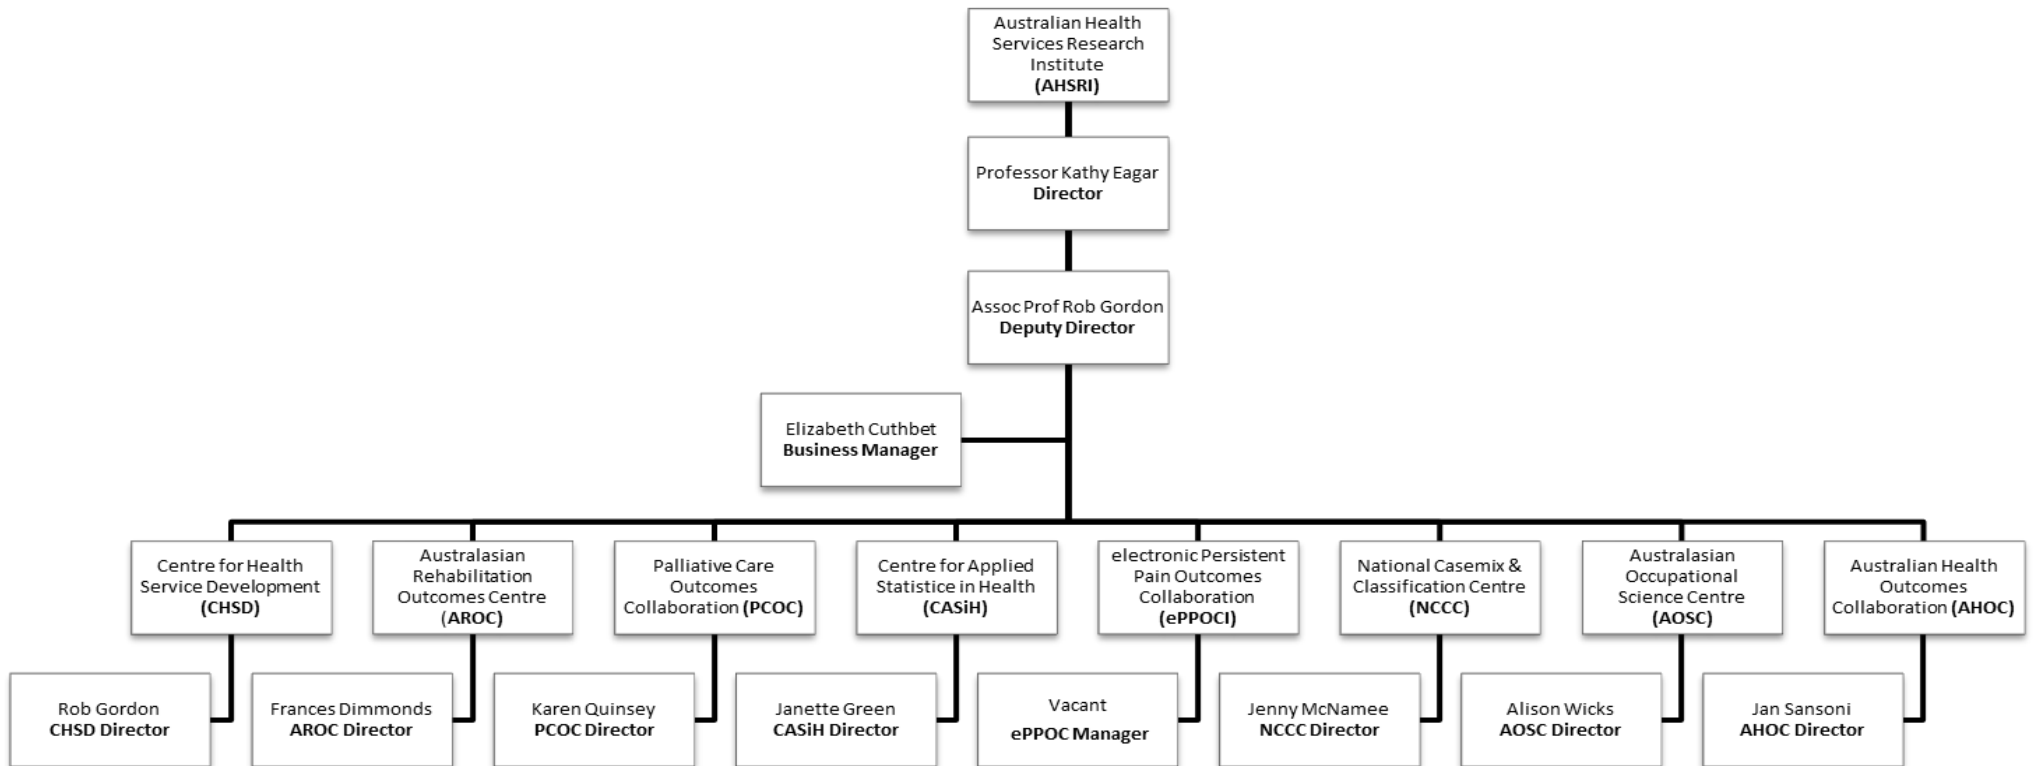 Australian Health
Services Research
Institute
(AHSRI)
Professor Kathy Eagar
Director
Assoc Prof Rob Gordon
Deputy Director
Elizabeth Cuthbet
Business Manager
Centre for Health
Service Development
(CHSD)
Australasian
Rehabilitation
Outcomes Centre
(AROC)
Palliative Care
Outcomes
Collaboration (PCOC)
Centre for Applied
Statistice in Health
(CASiH)
electronic Persistent
Pain Outcomes
Collaboration
(ePPOCI)
National Casemix &
Classification Centre
(NCCC)
Australasian
Occupational
Science Centre
(AOSC)
Australian Health
Outcomes
Collaboration (AHOC)
Rob Gordon
CHSD Director
Frances Dimmonds
AROC Director
Karen Quinsey
PCOC Director
Janette Green
CASiH Director
Vacant
ePPOC Manager
Jenny McNamee
NCCC Director
Alison Wicks
AOSC Director
Jan Sansoni
AHOC Director